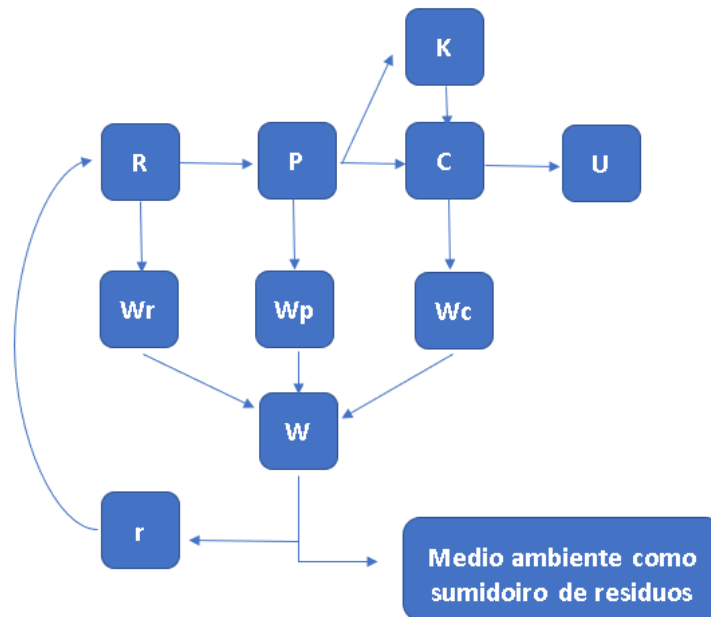 K
R
P
C
U
Wr
Wp
Wc
W
r
Medio ambiente como
sumidoiro de residuos